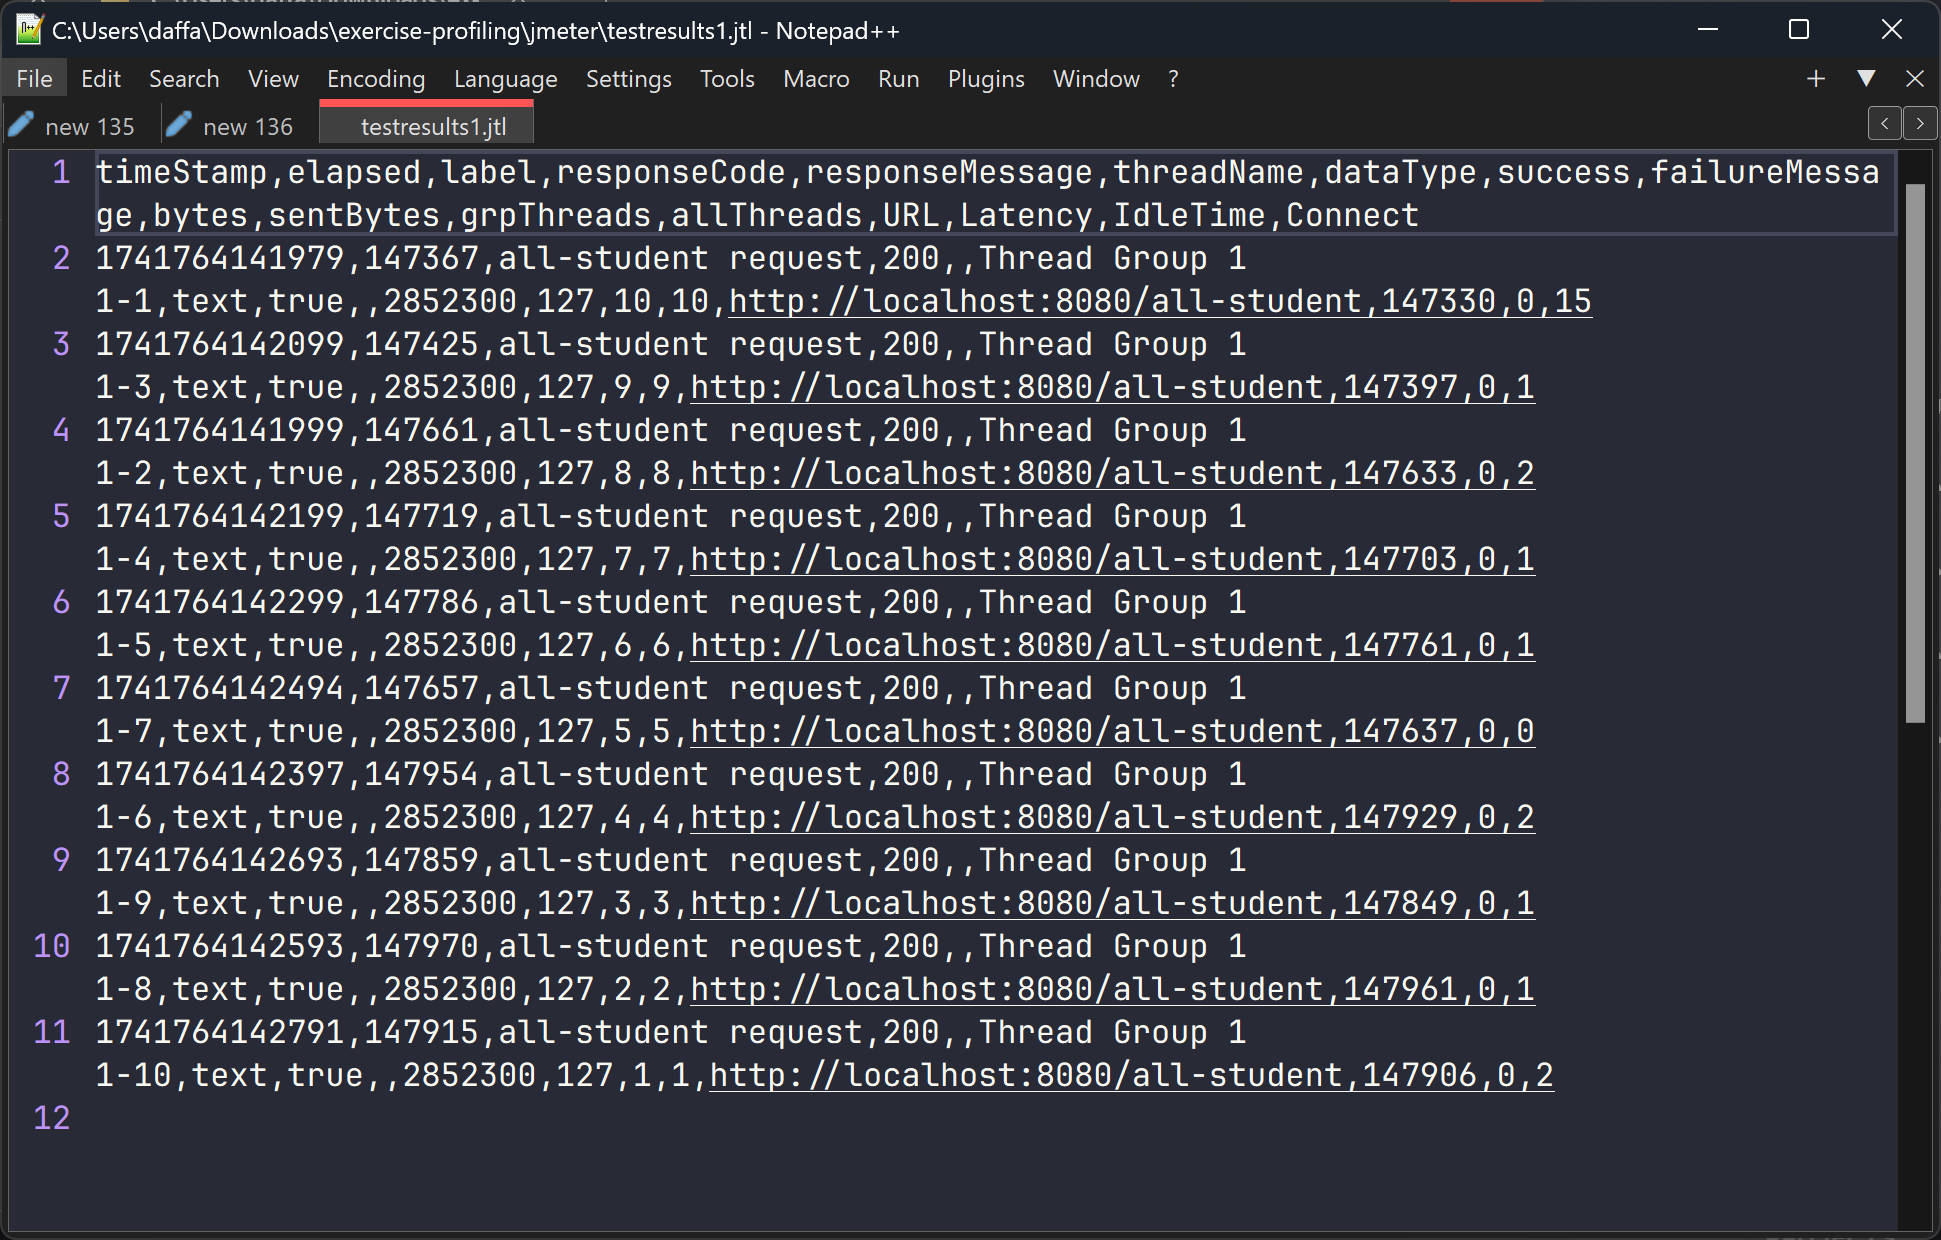 C:\Users\daffa\Downloads\exercise-profiling\jmeter\testresults1.jtl - Notepad++
File Edit Search View Encoding Language Settings Tools Macro Run Plugins Window ?
new 135 new 136 testresults1.jtl
1 timeStamp,elapsed,label,responseCode,responseMessage,threadName,dataType,success,failureMessa
ge,bytes,sentBytes,grpThreads,allThreads,URL,Latency,IdleTime,Connect
2 1741764141979,147367,all-student request,200,,Thread Group 1
1-1,text,true,,2852300,127,10,10,http://localhost:8080/all-student,147330,0,15
3 1741764142099,147425,all-student request,200,,Thread Group 1
1-3,text,true,,2852300,127,9,9,http://localhost:8080/all-student,147397,0,1
4 1741764141999,147661,all-student request,200,,Thread Group 1
1-2,text,true,,2852300,127,8,8,http://localhost:8080/all-student,147633,0,2
5 1741764142199,147719,all-student request,200,,Thread Group 1
1-4,text,true,,2852300,127,7,7,http://localhost:8080/all-student,147703,0,1
6 1741764142299,147786,all-student request,200,,Thread Group 1
1-5,text,true,,2852300,127,6,6,http://localhost:8080/all-student,147761,0,1
7 1741764142494,147657,all-student request,200,,Thread Group 1
1-7,text,true,,2852300,127,5,5,http://localhost:8080/all-student,147637,0,0
8 1741764142397,147954,all-student request,200,,Thread Group 1
1-6,text,true,,2852300,127,4,4,http://localhost:8080/all-student,147929,0,2
9 1741764142693,147859,all-student request,200,,Thread Group 1
1-9,text,true,,2852300,127,3,3,http://localhost:8080/all-student,147849,0,1
10 1741764142593,147970,all-student request,200,,Thread Group 1
1-8,text,true,,2852300,127,2,2,http://localhost:8080/all-student,147961,0,1
11 1741764142791,147915,all-student request,200,,Thread Group 1
1-10,text,true,,2852300,127,1,1,http://localhost:8080/all-student,147906,0,2
12